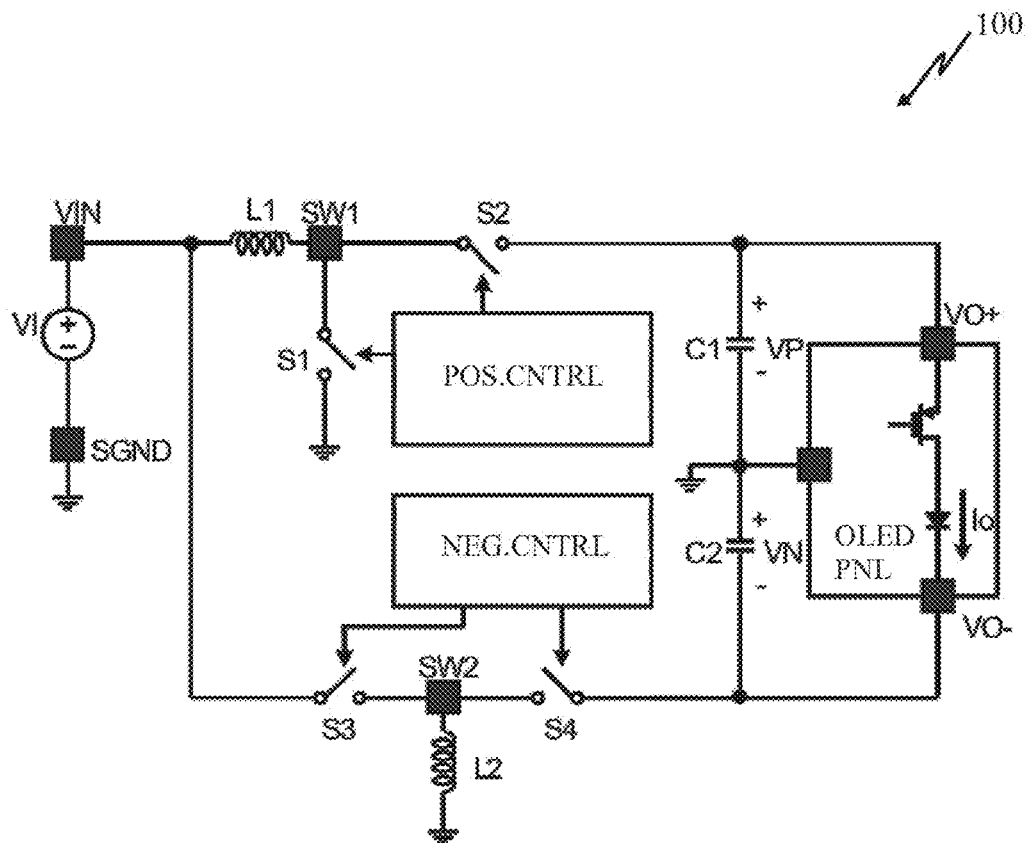 100
VIN
L1
SW1
S2
VI
+
-
S1
POS.CNTRL
C1
+
VP
-
VO+
SGND
NEG.CNTRL
C2
+
VN
-
OLED
PNL
Io
VO-
S3
SW2
S4
L2